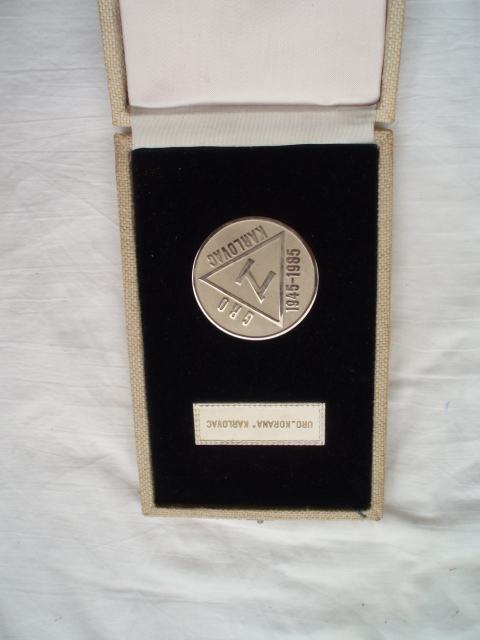 GRO
KARLOVAC
1945-1985
URO „KORANA" KARLOVAC